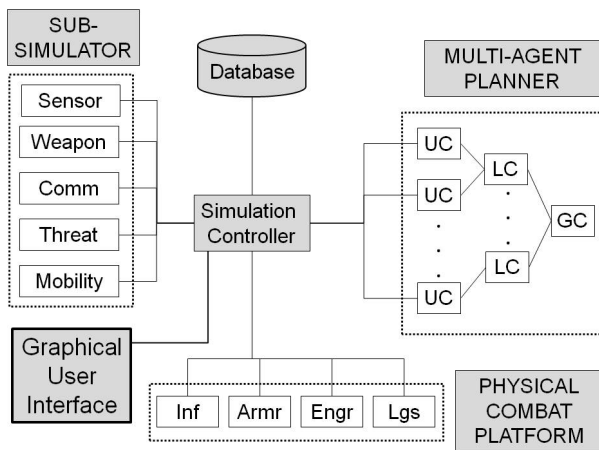 SUB-
SIMULATOR
Sensor
Weapon
Comm
Threat
Mobility
Database
MULTI-AGENT
PLANNER
UC
UC
UC
LC
LC
GC
Simulation
Controller
Graphical
User
Interface
Inf
Armr
Engr
Lgs
PHYSICAL
COMBAT
PLATFORM